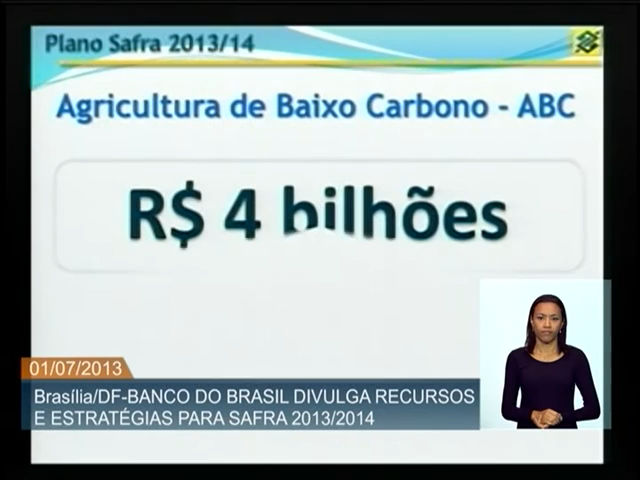 Plano Safra 2013/14
Agricultura de Baixo Carbono - ABC
R$ 4 bilhões
01/07/2013
Brasília/DF-BANCO DO BRASIL DIVULGA RECURSOS
E ESTRATÉGIAS PARA SAFRA 2013/2014